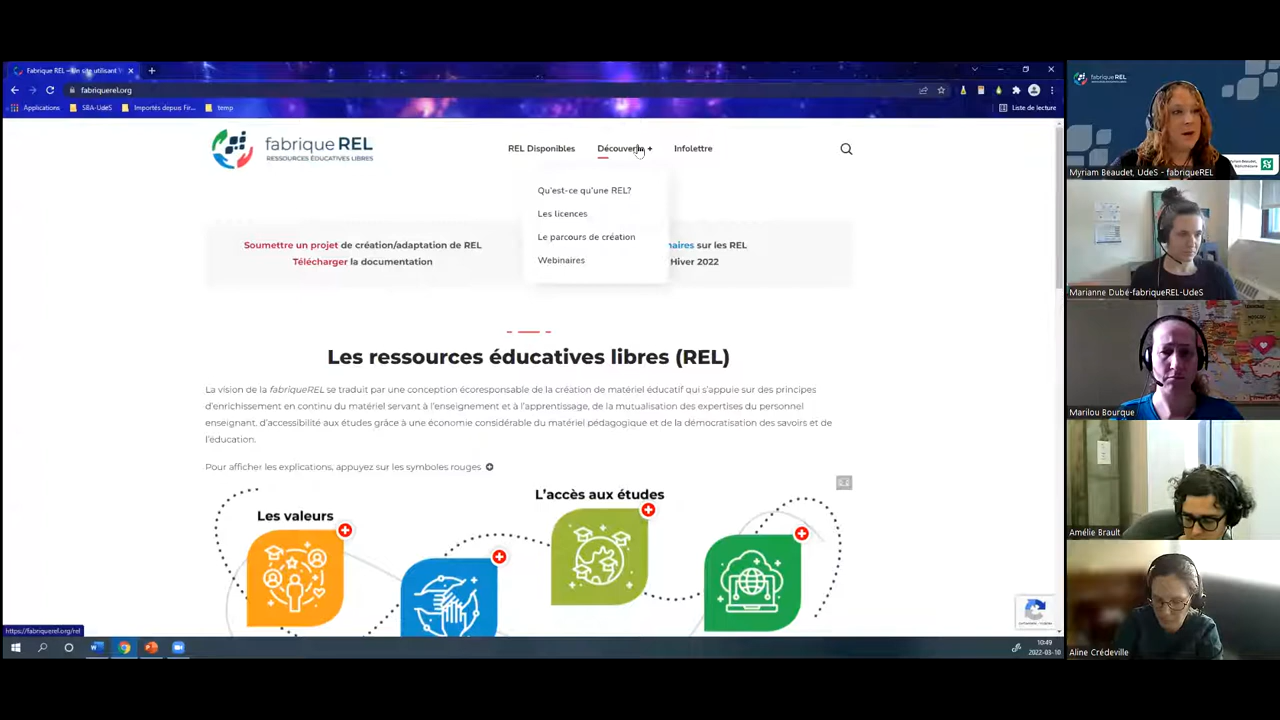 Fabrique REL – Un site utilisant
fabriquerel.org
Applications
SBA-UdeS
Importés depuis Fir...
temp
Liste de lecture
fabrique REL
RESSOURCES ÉDUCATIVES LIBRES
REL Disponibles
+
Infolettre
Qu'est-ce qu'une REL?
Les licences
Le parcours de création
Webinaires
Soumettre un projet de création/adaptation de REL
Télécharger la documentation
sur les REL
Hiver 2022
Les ressources éducatives libres (REL)
La vision de la fabriqueREL se traduit par une conception écoresponsable de la création de matériel éducatif qui s'appuie sur des principes
d'enrichissement en continu du matériel servant à l'enseignement et à l'apprentissage, de la mutualisation des expertises du personnel
enseignant, d'accessibilité aux études grâce à une économie considérable du matériel pédagogique et de la démocratisation des savoirs et de
l'éducation.
Pour afficher les explications, appuyez sur les symboles rouges
Les valeurs
L'accès aux études
https://fabriquerel.org/rel
10:49
2022-03-10
fabrique REL
Myriam Beaudet, UdeS - fabriqueREL
Marianne Dubé-fabriqueREL-UdeS
Marilou Bourque
Amélie Brault
Aline Crédeville